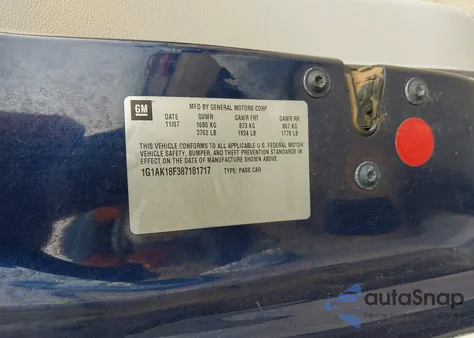 GM
MFD BY GENERAL MOTORS CORP
DATE GVWR GAWR FRT GAWR RR
11/07 1680 KG 873 KG 807 KG
3702 LB 1924 LB 1778 LB
THIS VEHICLE CONFORMS TO ALL APPLICABLE U.S. FEDERAL MOTOR
VEHICLE SAFETY, BUMPER, AND THEFT PREVENTION STANDARDS IN
EFFECT ON THE DATE OF MANUFACTURE SHOWN ABOVE.
1G1AK18F387181717 TYPE: PASS CAR
autoSnap